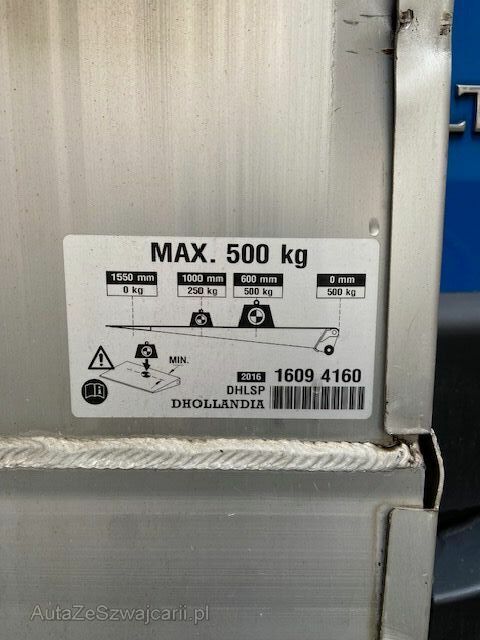 MAX. 500 kg
1550 mm 1000 mm 600 mm 0 mm
0 kg 250 kg 500 kg 500 kg
MIN.
2016 1609 4160
DHLSP
DHOLLANDIA
AutaZeSzwajcarii.pl